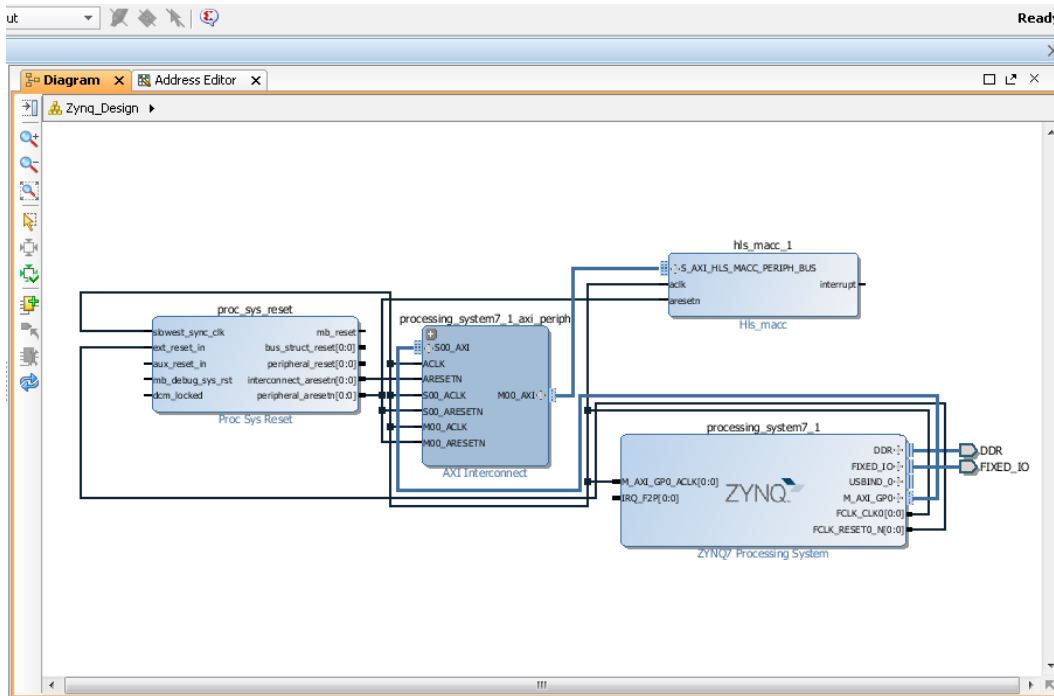 ut
Ready
Diagram
Address Editor
Zynq_Design
hls_macc_1
S_AXI_HLS_MACC_PERIPH_BUS
aclk
interrupt
aresetn
Hls_macc
proc_sys_reset
slowest_sync_clk
mb_reset
ext_reset_in
bus_struct_reset[0:0]
aux_reset_in
peripheral_reset[0:0]
mb_debug_sys_rst
interconnect_aresetn[0:0]
dcm_locked
peripheral_aresetn[0:0]
Proc Sys Reset
processing_system7_1_axi_periph
S00_AXI
ACLK
ARESETN
S00_ACLK
M00_AXI
S00_ARESETN
M00_ACLK
M00_ARESETN
AXI Interconnect
processing_system7_1
DDR
FIXED_IO
USBIND_0
M_AXI_GP0_ACLK[0:0]
M_AXI_GP0
IRQ_F2P[0:0]
ZYNQ
FCLK_CLK0[0:0]
FCLK_RESET0_N[0:0]
ZYNQ7 Processing System
DDR
FIXED_IO